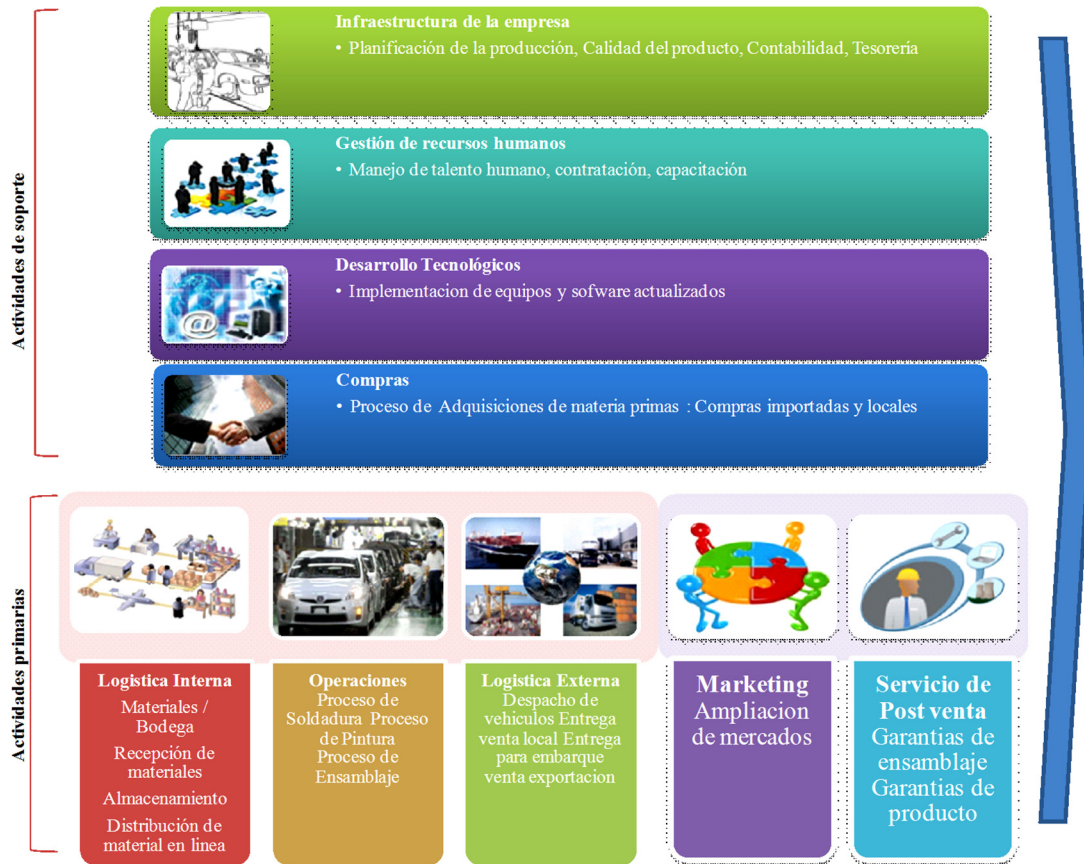 Actividades de soporte
Infraestructura de la empresa
• Planificación de la producción, Calidad del producto, Contabilidad, Tesorería
Gestión de recursos humanos
• Manejo de talento humano, contratación, capacitación
Desarrollo Tecnológicos
• Implementacion de equipos y sofware actualizados
Compras
• Proceso de Adquisiciones de materia primas : Compras importadas y locales
Actividades primarias
Logistica Interna
Materiales /
Bodega
Recepción de
materiales
Almacenamiento
Distribución de
material en linea
Operaciones
Proceso de
Soldadura Proceso
de Pintura
Proceso de
Ensamblaje
Logistica Externa
Despacho de
vehiculos Entrega
venta local Entrega
para embarque
venta exportacion
Marketing
Ampliacion
de mercados
Servicio de
Post venta
Garantias de
ensamblaje
Garantias de
producto